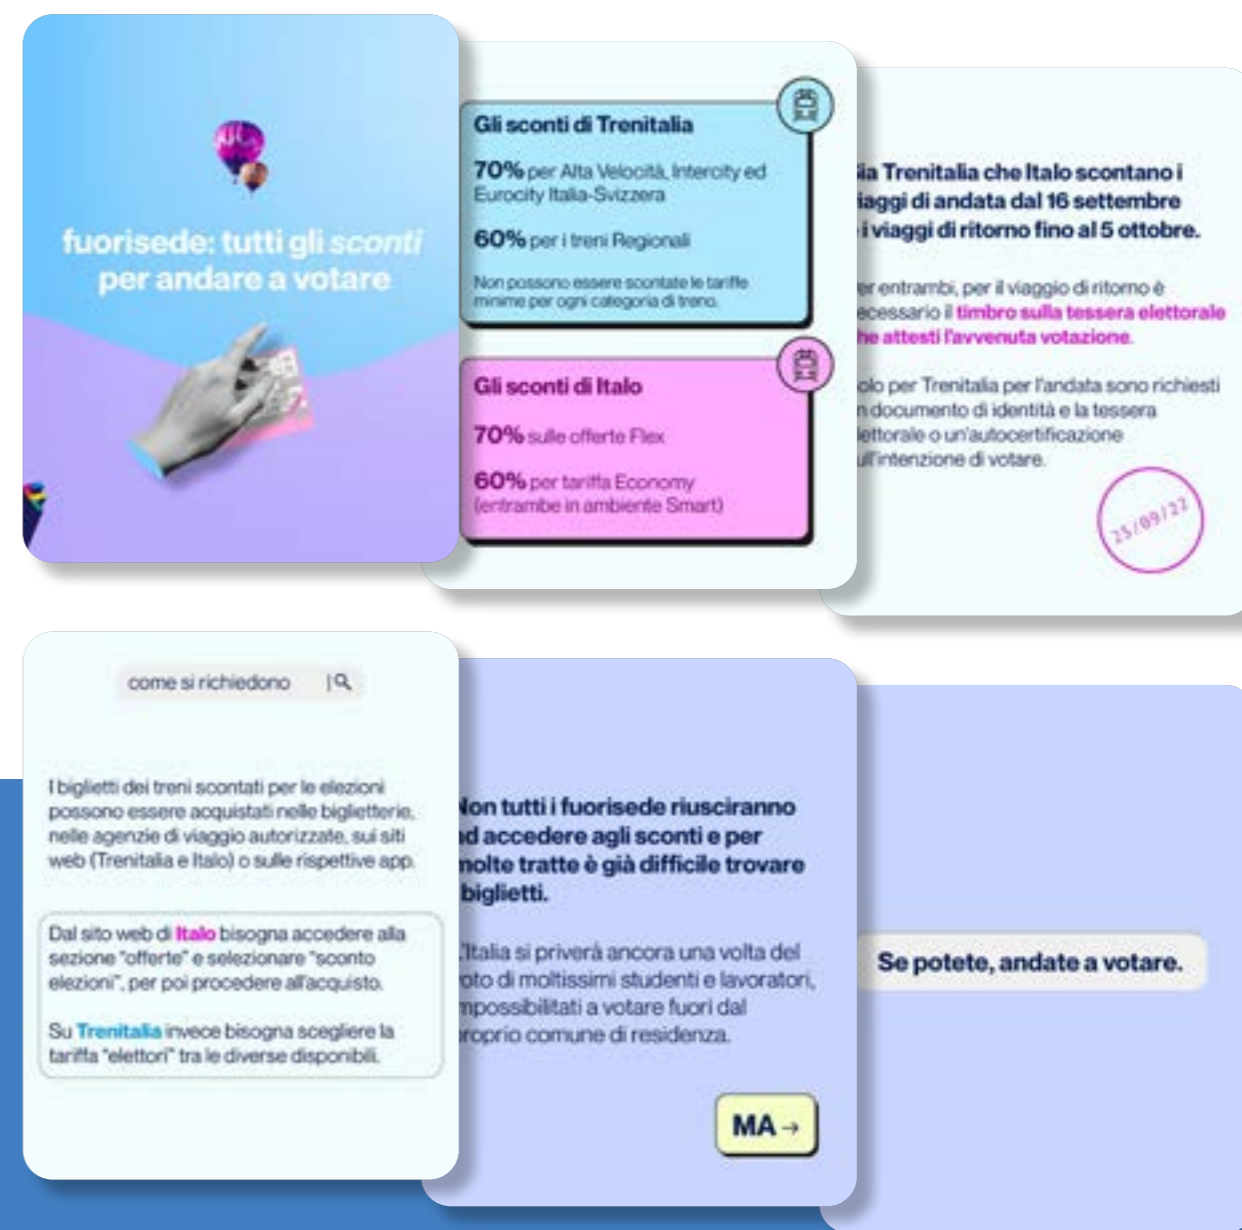 fuorisede: tutti gli sconti
per andare a votare
Gli sconti di Trenitalia
70% per Alta Velocità, Intercity ed
Eurocity Italia-Svizzera
60% per i treni Regionali
Non possono essere scontate le tariffe
minime per ogni categoria di treno.
Gli sconti di Italo
70% sulle offerte Flex
60% per tariffa Economy
(entrambe in ambiente Smart)
ia Trenitalia che Italo scontano i
iaggi di andata dal 16 settembre
i viaggi di ritorno fino al 5 ottobre.
er entrambi, per il viaggio di ritorno è
ecessario il timbro sulla tessera elettorale
he attesti l'avvenuta votazione.
olo per Trenitalia per l'andata sono richiesti
n documento di identità e la tessera
lettorale o un'autocertificazione
ull'intenzione di votare.
25/09/22
come si richiedono
I biglietti dei treni scontati per le elezioni
possono essere acquistati nelle biglietterie,
nelle agenzie di viaggio autorizzate, sui siti
web (Trenitalia e Italo) o sulle rispettive app.
Dal sito web di Italo bisogna accedere alla
sezione "offerte" e selezionare "sconto
elezioni", per poi procedere all'acquisto.
Su Trenitalia invece bisogna scegliere la
tariffa "elettori" tra le diverse disponibili.
Non tutti i fuorisede riusciranno
ad accedere agli sconti e per
molte tratte è già difficile trovare
biglietti.
L'Italia si priverà ancora una volta del
oto di moltissimi studenti e lavoratori,
mpossibilitati a votare fuori dal
roprio comune di residenza.
MA →
Se potete, andate a votare.